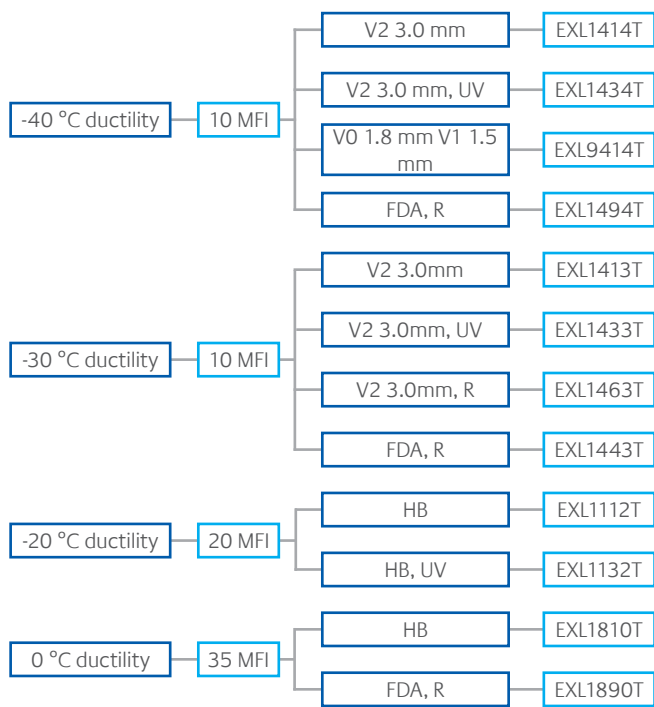 V2 3.0 mm
EXL1414T
V2 3.0 mm, UV
EXL1434T
-40 °C ductility
10 MFI
V0 1.8 mm V1 1.5
mm
EXL9414T
FDA, R
EXL1494T
V2 3.0mm
EXL1413T
V2 3.0mm, UV
EXL1433T
-30 °C ductility
10 MFI
V2 3.0mm, R
EXL1463T
FDA, R
EXL1443T
HB
EXL1112T
-20 °C ductility
20 MFI
HB, UV
EXL1132T
HB
EXL1810T
0 °C ductility
35 MFI
FDA, R
EXL1890T